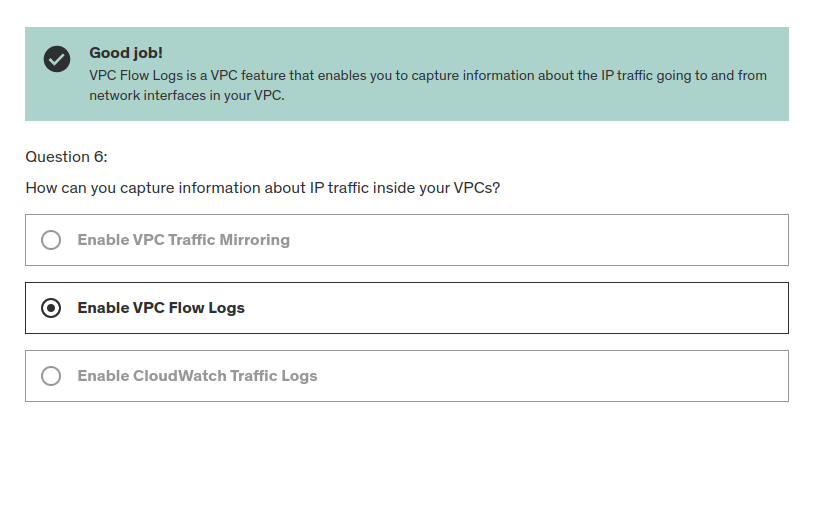 Good job!
VPC Flow Logs is a VPC feature that enables you to capture information about the IP traffic going to and from
network interfaces in your VPC.
Question 6:
How can you capture information about IP traffic inside your VPCs?
Enable VPC Traffic Mirroring
Enable VPC Flow Logs
Enable CloudWatch Traffic Logs